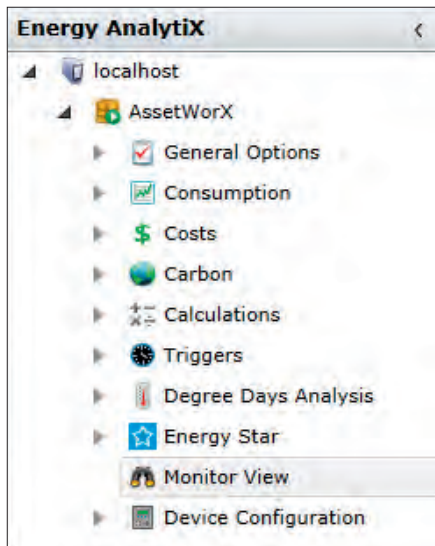 Energy AnalytiX
localhost
AssetWorX
General Options
Consumption
Costs
Carbon
Calculations
Triggers
Degree Days Analysis
Energy Star
Monitor View
Device Configuration